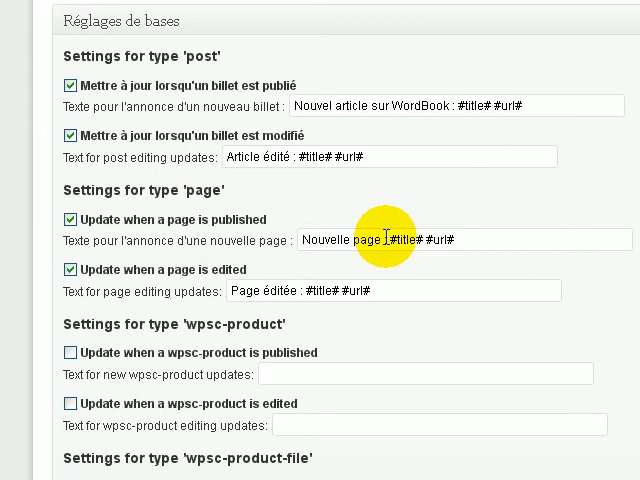 Réglages de bases
Settings for type 'post'
Mettre à jour lorsqu'un billet est publié
Texte pour l'annonce d'un nouveau billet : Nouvel article sur WordBook : #title# #url#
Mettre à jour lorsqu'un billet est modifié
Text for post editing updates: Article édité : #title# #url#
Settings for type 'page'
Update when a page is published
Texte pour l'annonce d'une nouvelle page : Nouvelle page : #title# #url#
Update when a page is edited
Text for page editing updates: Page éditée : #title# #url#
Settings for type 'wpsc-product'
Update when a wpsc-product is published
Text for new wpsc-product updates:
Update when a wpsc-product is edited
Text for wpsc-product editing updates:
Settings for type 'wpsc-product-file'